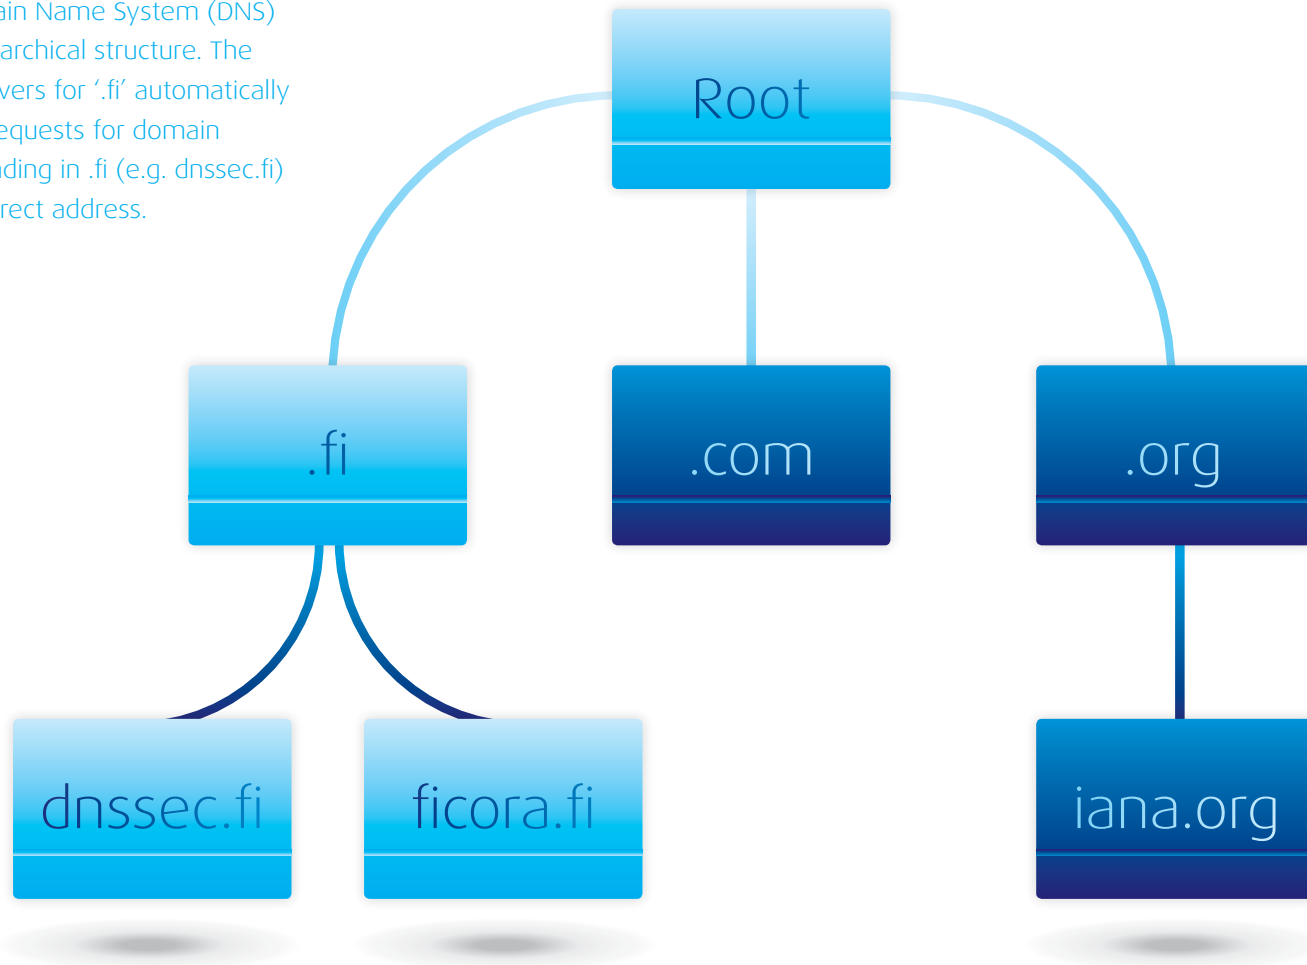 ain Name System (DNS)
archical structure. The
vers for ‘.fi’ automatically
equests for domain
ding in .fi (e.g. dnssec.fi)
rect address.
Root
.fi
.com
.org
dnssec.fi
ficora.fi
iana.org